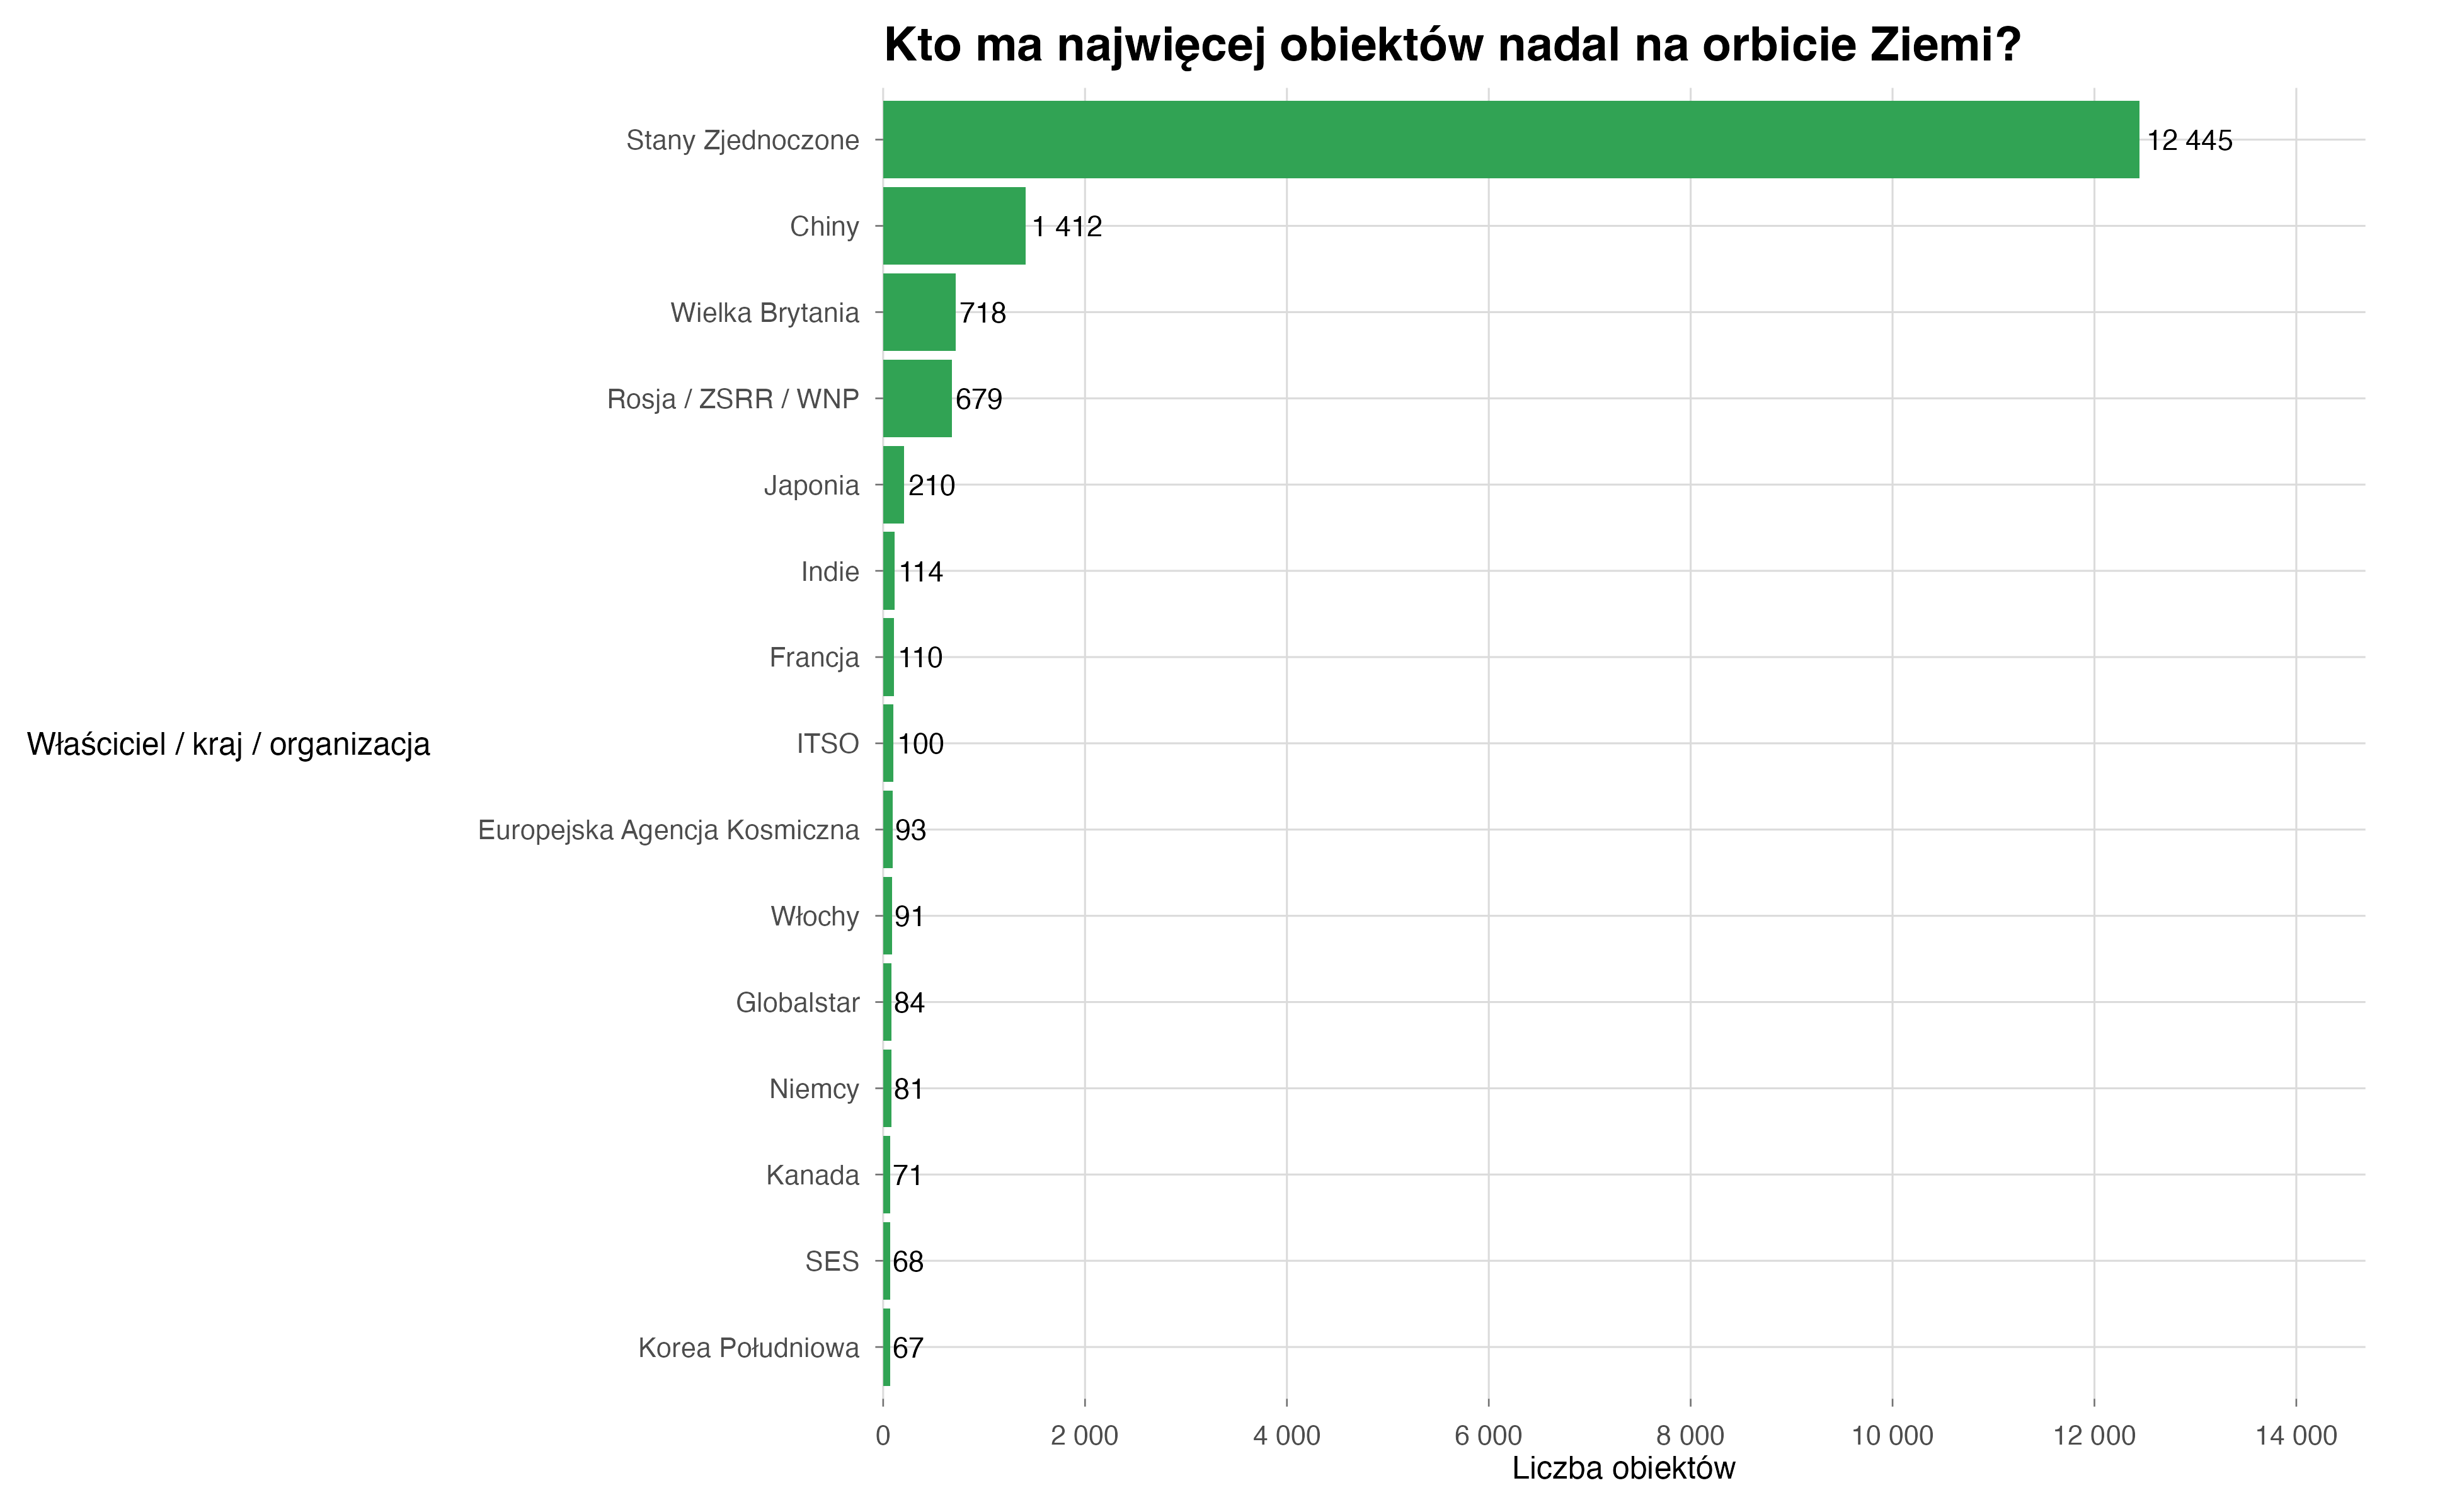 Kto ma najwięcej obiektów nadal na orbicie Ziemi?
Stany Zjednoczone 12 445
Chiny 1 412
Wielka Brytania 718
Rosja / ZSRR / WNP 679
Japonia 210
Indie 114
Francja 110
Właściciel / kraj / organizacja
ITSO 100
Europejska Agencja Kosmiczna 93
Włochy 91
Globalstar 84
Niemcy 81
Kanada 71
SES 68
Korea Południowa 67
0 2 000 4 000 6 000 8 000 10 000 12 000 14 000
Liczba obiektów